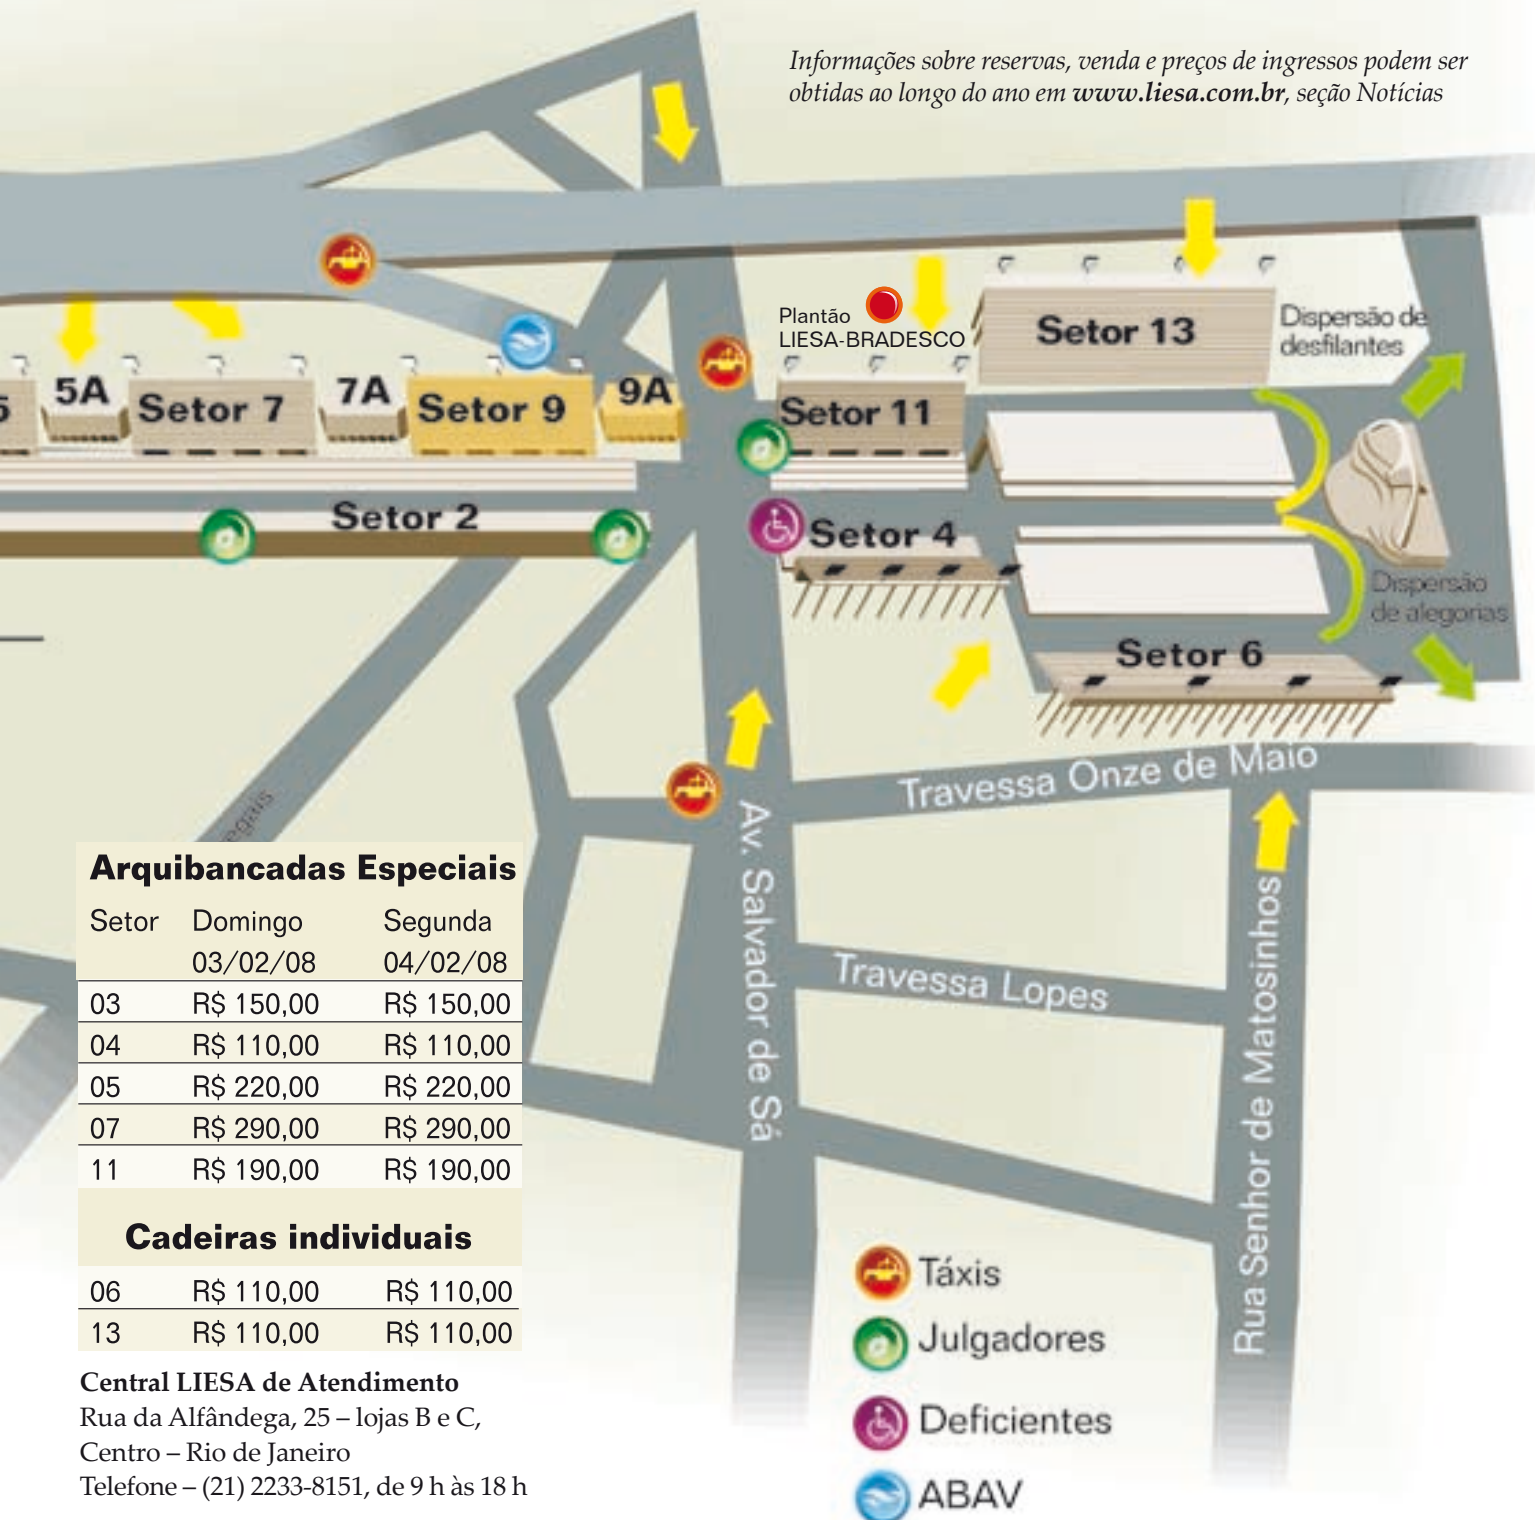 Informações sobre reservas, venda e preços de ingressos podem ser
obtidas ao longo do ano em www.liesa.com.br, seção Notícias
Plantão
LIESA-BRADESCO
Setor 13
Dispersão de
desfilantes
5
5A
Setor 7
7A
Setor 9
9A
Setor 11
Setor 2
Setor 4
Dispersão
de alegorias
Setor 6
Travessa Onze de Maio
Av. Salvador de Sá
Travessa Lopes
Rua Senhor de Matosinhos
Arquibancadas Especiais
Setor Domingo Segunda
03/02/08 04/02/08
03 R$ 150,00 R$ 150,00
04 R$ 110,00 R$ 110,00
05 R$ 220,00 R$ 220,00
07 R$ 290,00 R$ 290,00
11 R$ 190,00 R$ 190,00
Cadeiras individuais
06 R$ 110,00 R$ 110,00
13 R$ 110,00 R$ 110,00
Central LIESA de Atendimento
Rua da Alfândega, 25 – lojas B e C,
Centro – Rio de Janeiro
Telefone – (21) 2233-8151, de 9 h às 18 h
Táxis
Julgadores
Deficientes
ABAV